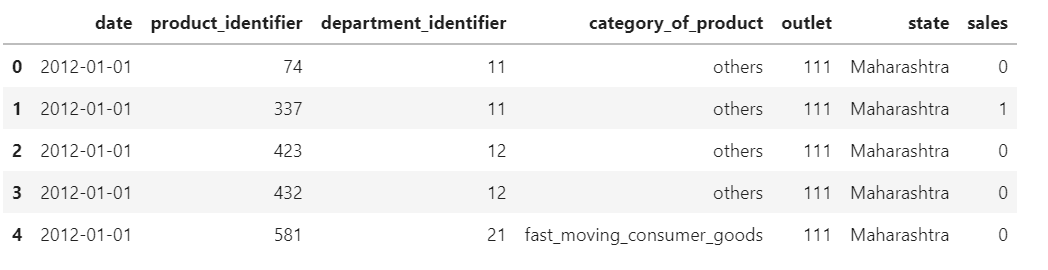 date product_identifier department_identifier category_of_product outlet state sales
0 2012-01-01 74 11 others 111 Maharashtra 0
1 2012-01-01 337 11 others 111 Maharashtra 1
2 2012-01-01 423 12 others 111 Maharashtra 0
3 2012-01-01 432 12 others 111 Maharashtra 0
4 2012-01-01 581 21 fast_moving_consumer_goods 111 Maharashtra 0